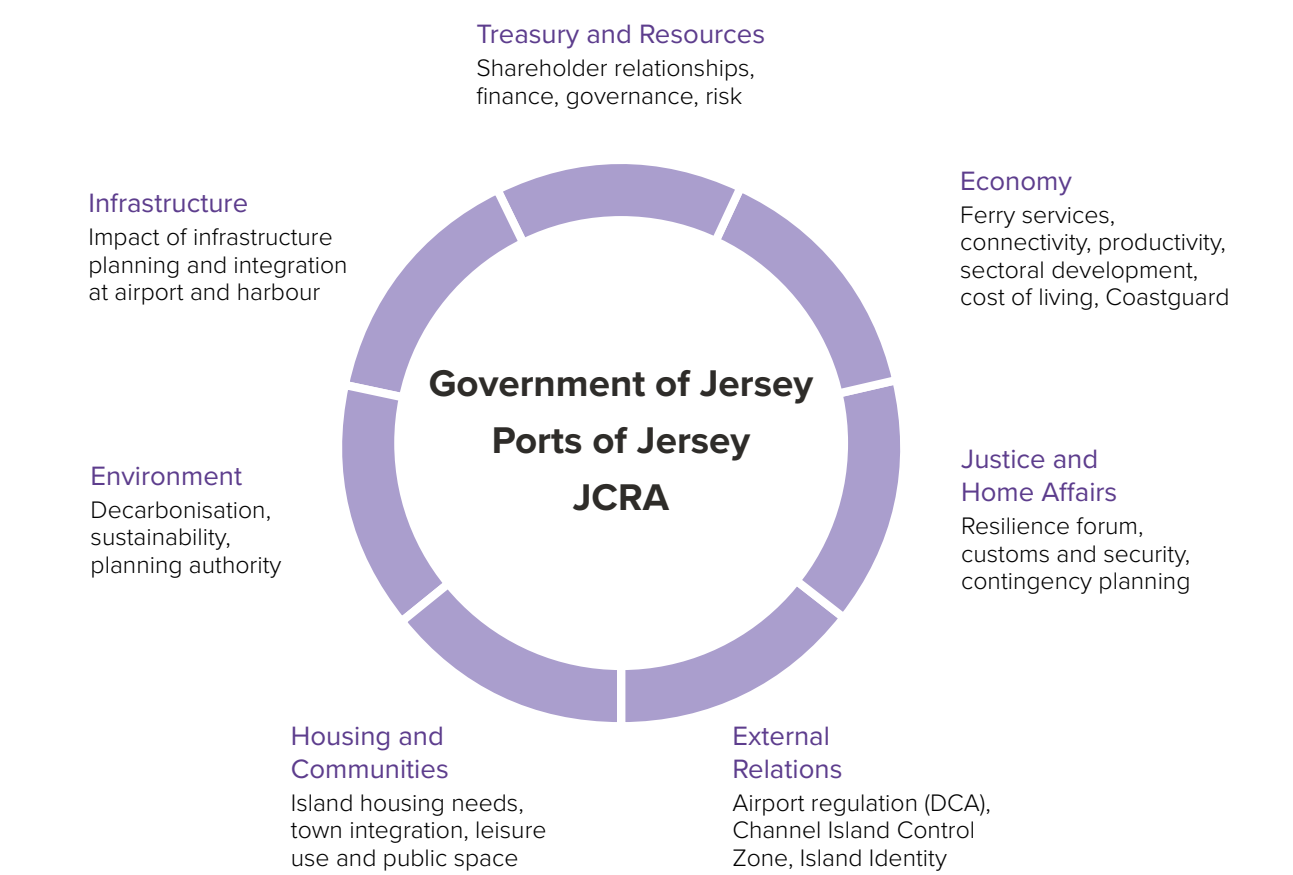 Treasury and Resources
Shareholder relationships,
finance, governance, risk
Economy
Ferry services,
connectivity, productivity,
sectoral development,
cost of living, Coastguard
Justice and
Home Affairs
Resilience forum,
customs and security,
contingency planning
External
Relations
Airport regulation (DCA),
Channel Island Control
Zone, Island Identity
Housing and
Communities
Island housing needs,
town integration, leisure
use and public space
Environment
Decarbonisation,
sustainability,
planning authority
Infrastructure
Impact of infrastructure
planning and integration
at airport and harbour
Government of Jersey
Ports of Jersey
JCRA